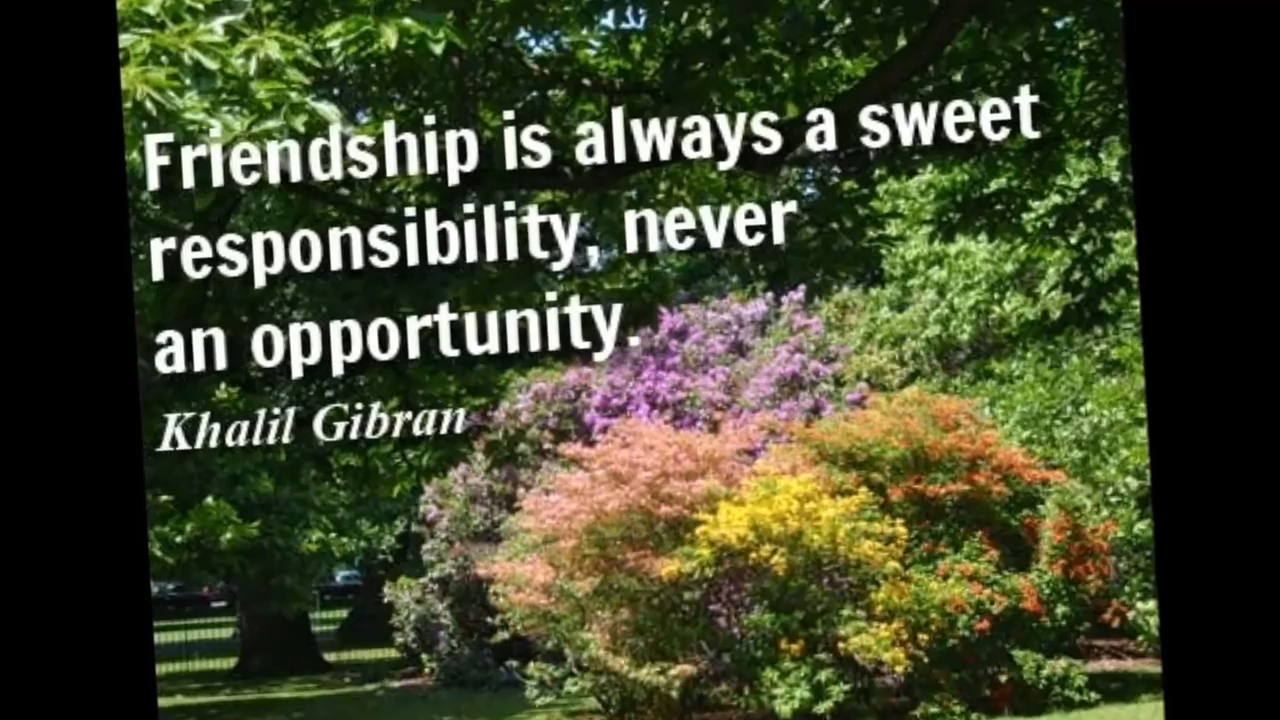 Friendship is always a sweet
responsibility, never
an opportunity.
Khalil Gibran